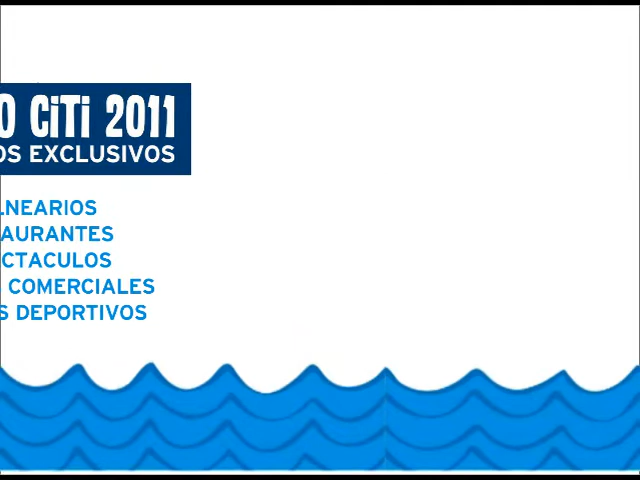 O CiTi 2011
OS EXCLUSIVOS
LNEARIOS
AURANTES
CTACULOS
COMERCIALES
S DEPORTIVOS